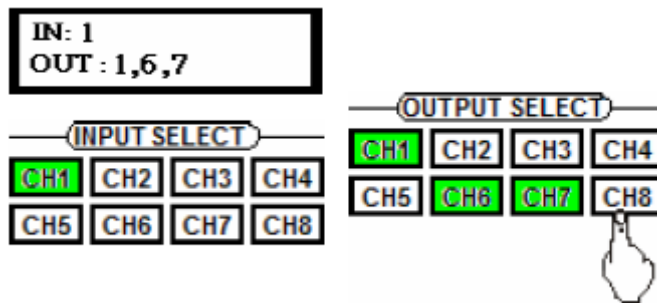 IN: 1
OUT : 1,6,7
INPUT SELECT
CH1 CH2 CH3 CH4
CH5 CH6 CH7 CH8
OUTPUT SELECT
CH1 CH2 CH3 CH4
CH5 CH6 CH7 CH8